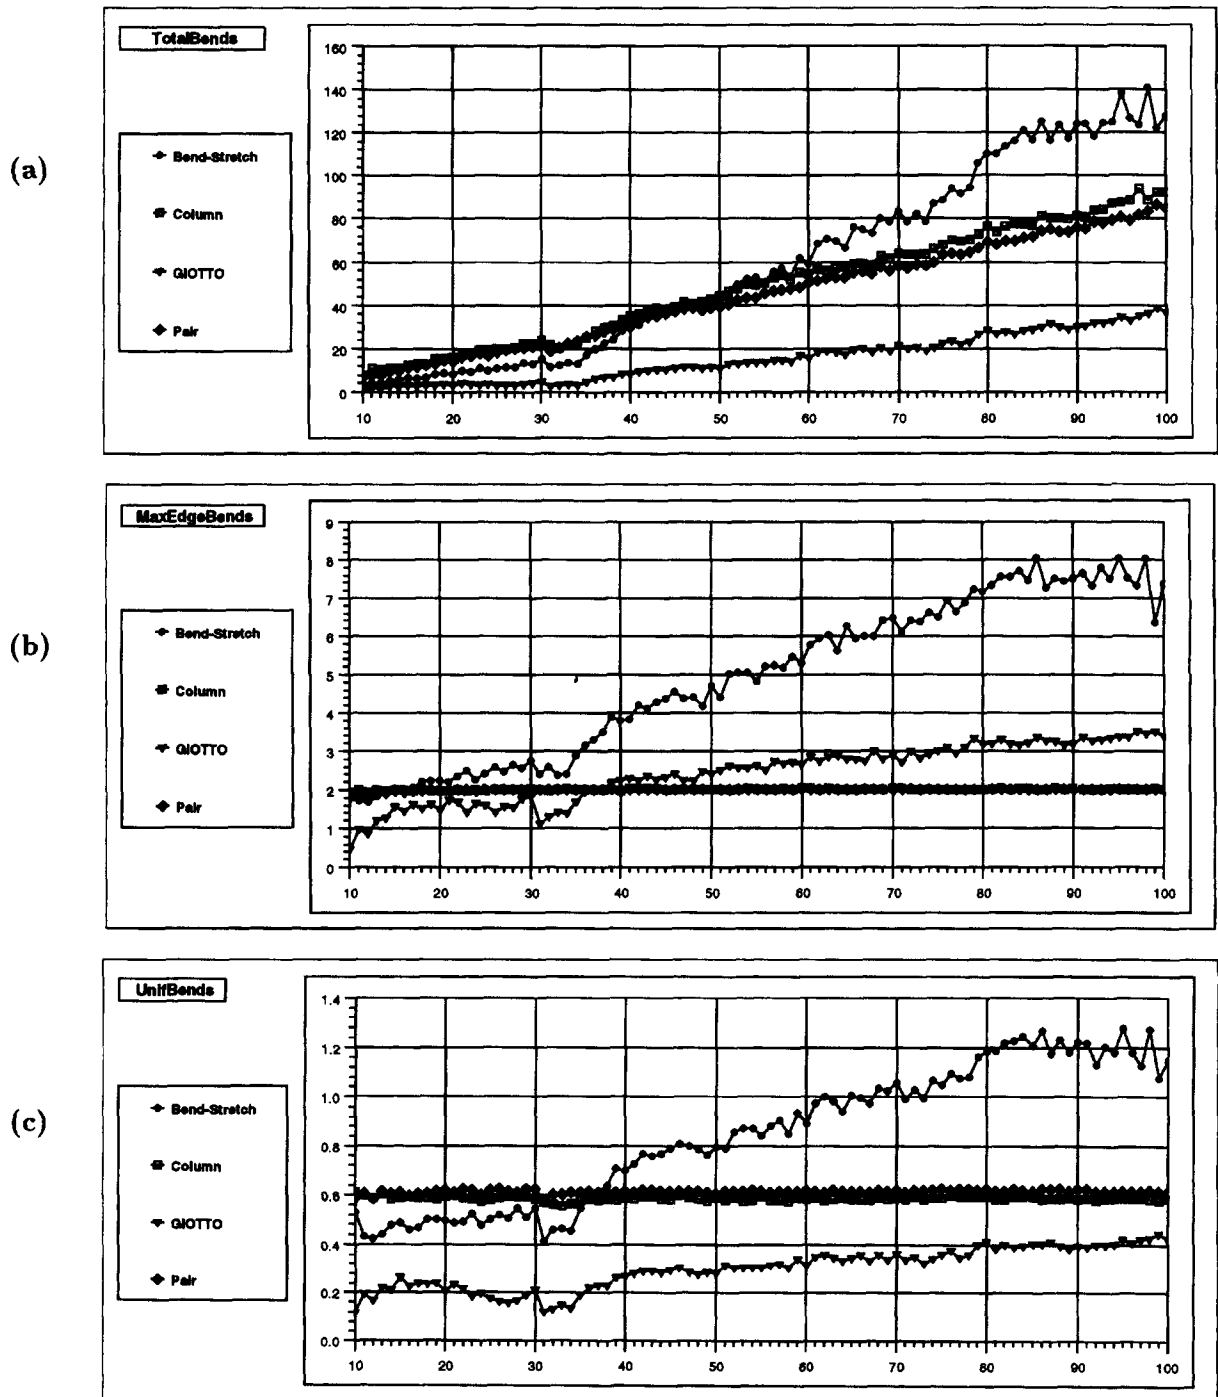 (a)
TotalBends
Bend-Stretch
Column
GIOTTO
Pair
160
140
120
100
80
60
40
20
0
10 20 30 40 50 60 70 80 90 100
(b)
MaxEdgeBends
Bend-Stretch
Column
GIOTTO
Pair
9
8
7
6
5
4
3
2
1
0
10 20 30 40 50 60 70 80 90 100
(c)
UnifBends
Bend-Stretch
Column
GIOTTO
Pair
1.4
1.2
1.0
0.8
0.6
0.4
0.2
0.0
10 20 30 40 50 60 70 80 90 100